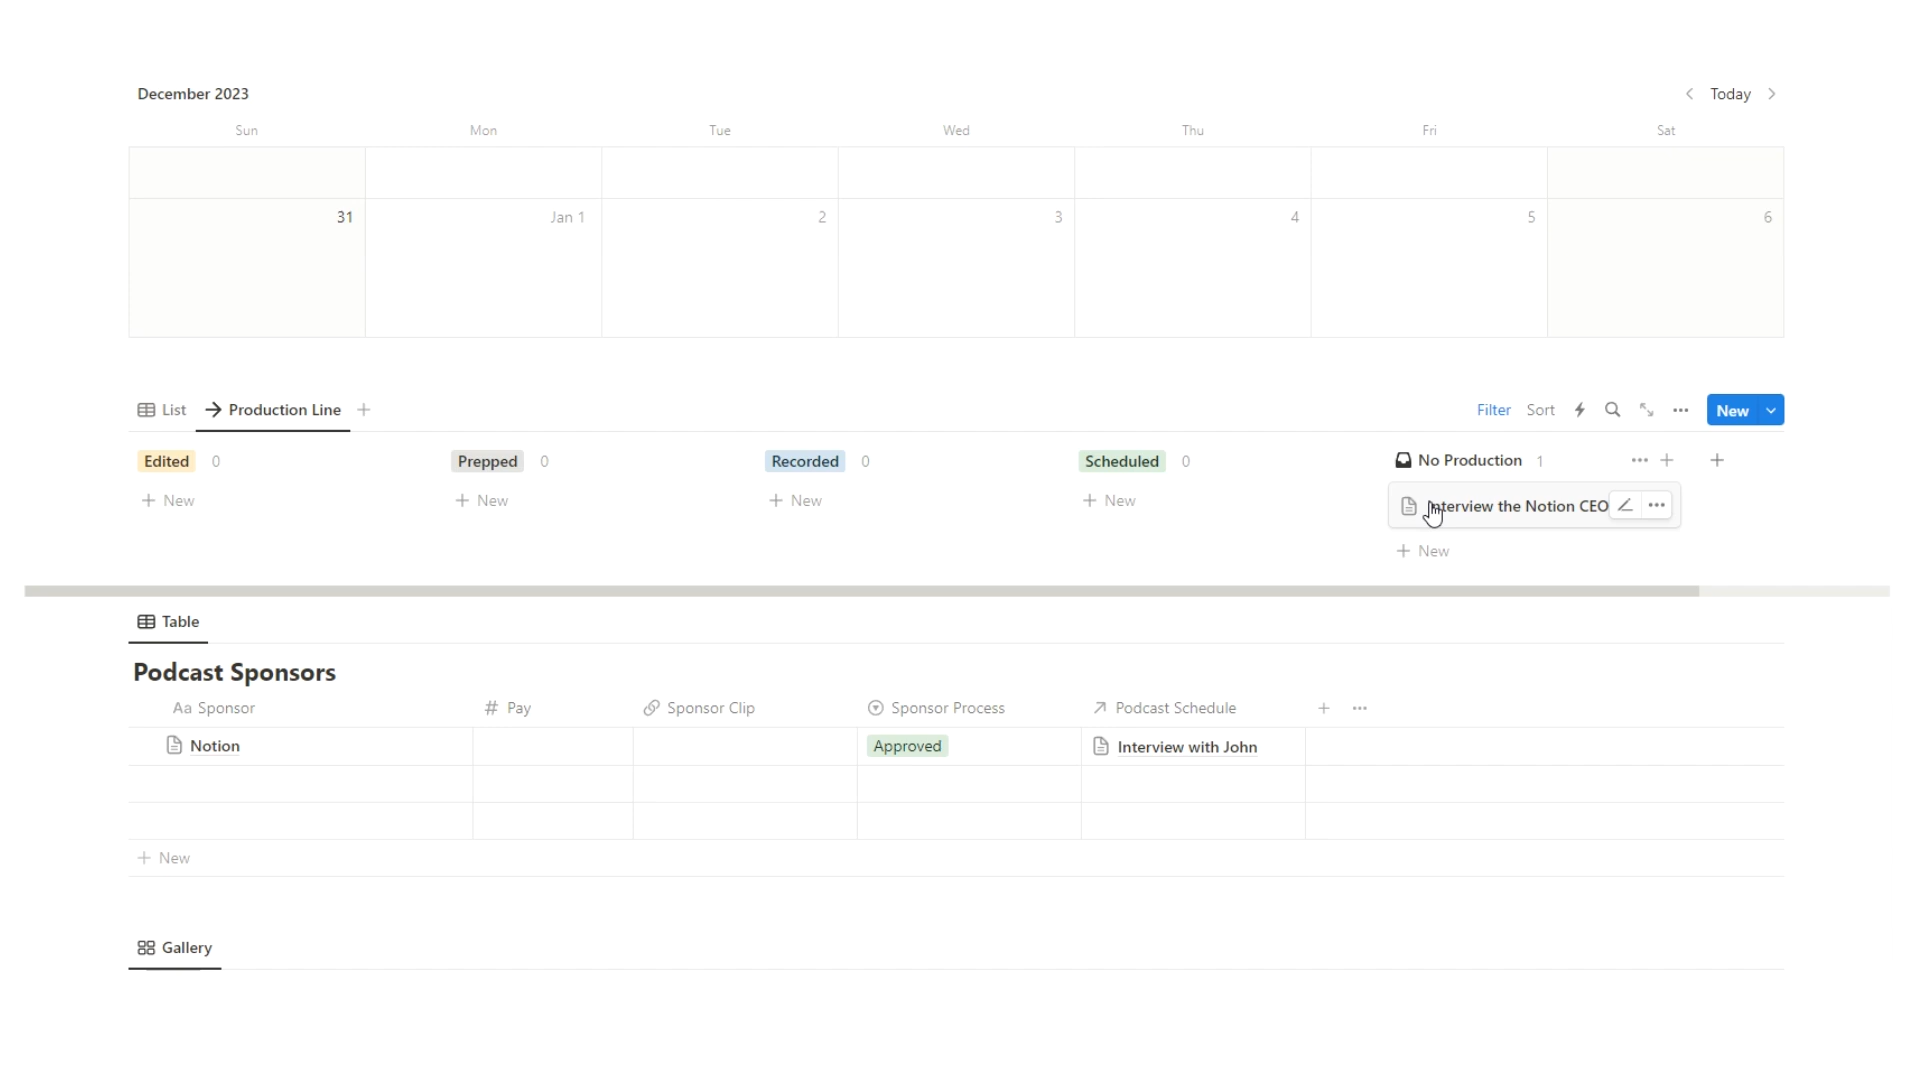 December 2023
Today
Sun Mon Tue Wed Thu Fri Sat
31 Jan 1 2 3 4 5 6
List Production Line
Filter Sort New
Edited 0 Prepped 0 Recorded 0 Scheduled 0 No Production 1
New New New New
the Notion CEO
New
Table
Podcast Sponsors
Aa Sponsor # Pay Sponsor Clip Sponsor Process Podcast Schedule
Notion Approved Interview with John
New
Gallery